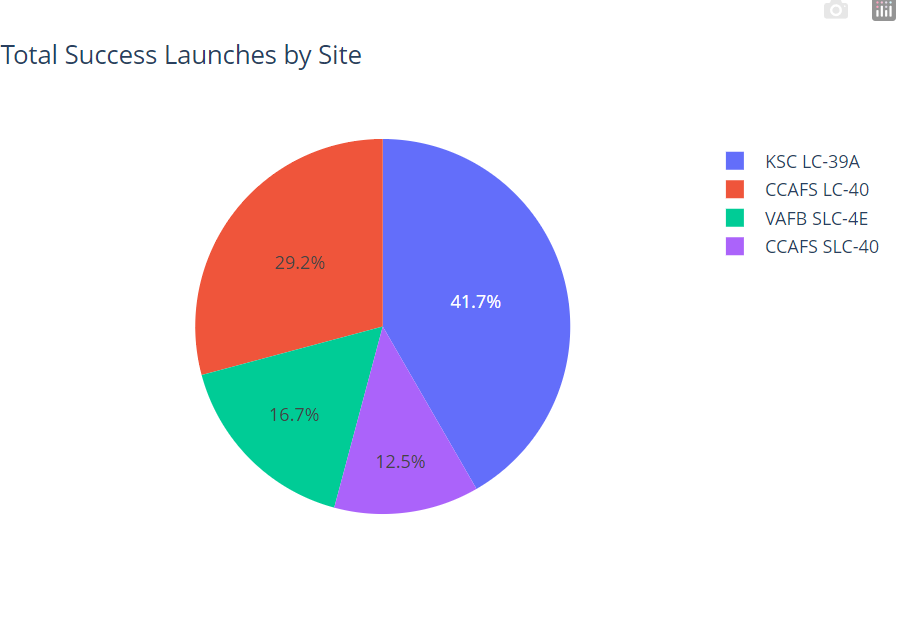 Total Success Launches by Site
KSC LC-39A
CCAFS LC-40
VAFB SLC-4E
CCAFS SLC-40
29.2%
41.7%
16.7%
12.5%